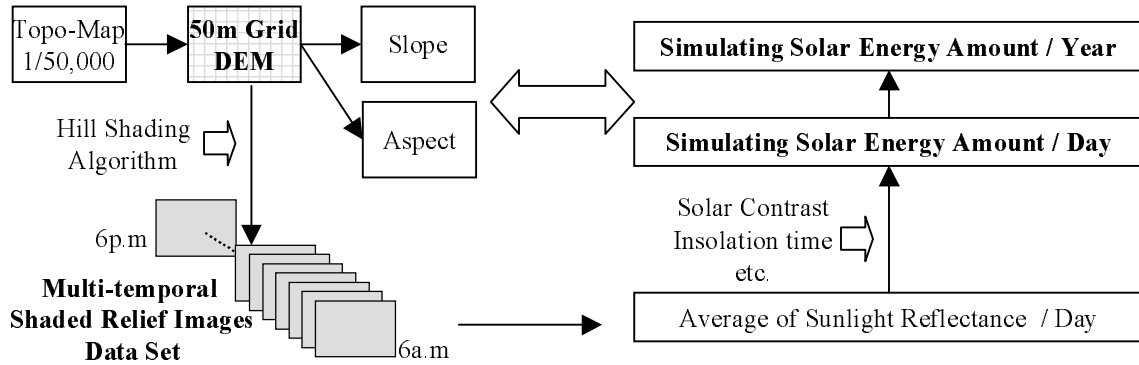 Topo-Map
1/50,000
50m Grid
DEM
Slope
Aspect
Hill Shading
Algorithm
6p.m
Multi-temporal
Shaded Relief Images
Data Set
6a.m
Simulating Solar Energy Amount / Year
Simulating Solar Energy Amount / Day
Solar Contrast
Insolation time
etc.
Average of Sunlight Reflectance / Day